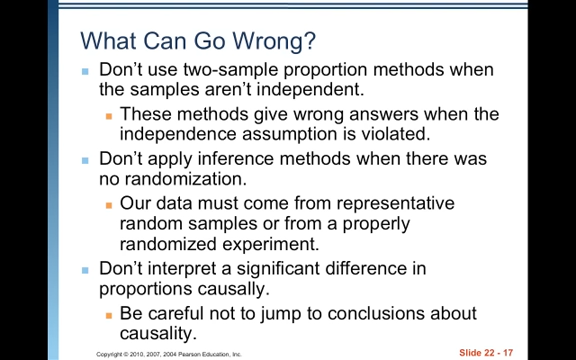 What Can Go Wrong?
Don't use two-sample proportion methods when
the samples aren't independent.
These methods give wrong answers when the
independence assumption is violated.
Don't apply inference methods when there was
no randomization.
Our data must come from representative
random samples or from a properly
randomized experiment.
Don't interpret a significant difference in
proportions causally.
Be careful not to jump to conclusions about
causality.
Copyright © 2010, 2007, 2004 Pearson Education, Inc.
Slide 22 - 17